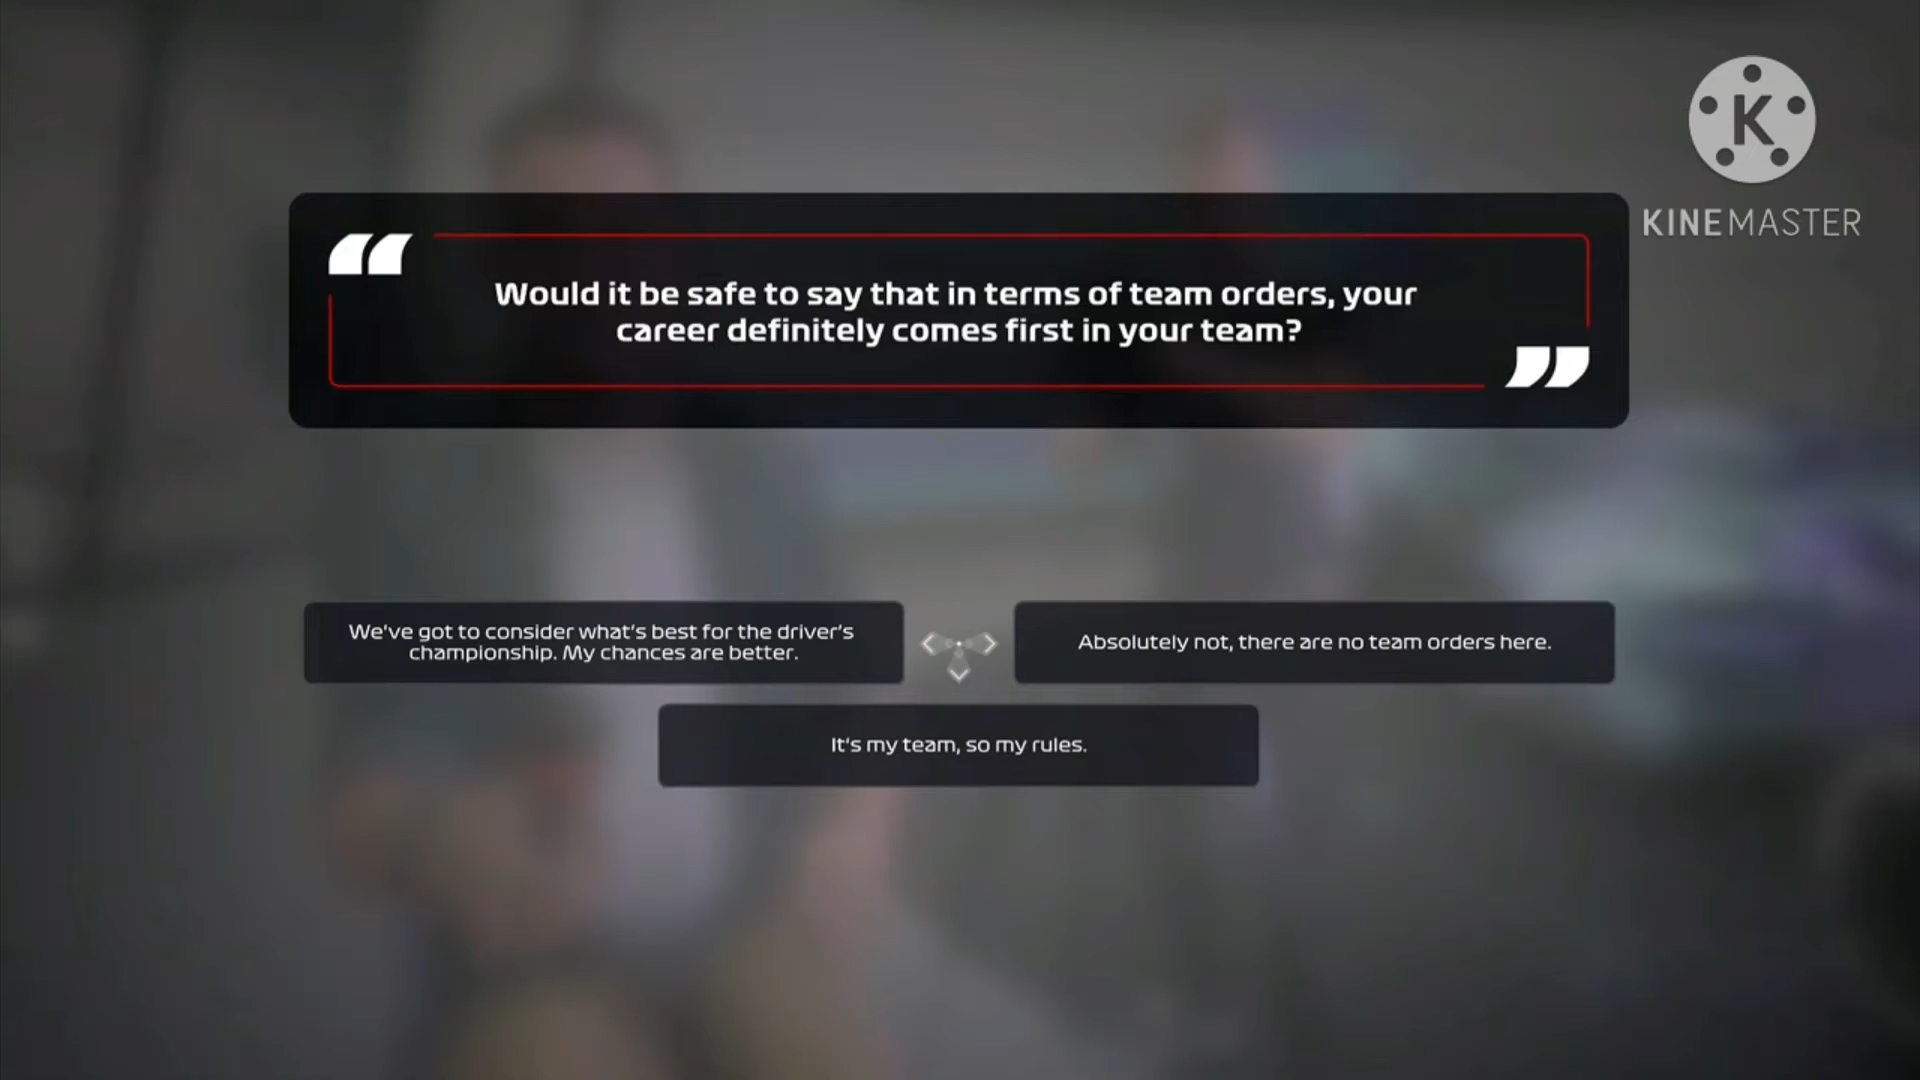 K
KINEMASTER
Would it be safe to say that in terms of team orders, your
career definitely comes first in your team?
We've got to consider what's best for the driver's
championship. My chances are better.
Absolutely not, there are no team orders here.
It's my team, so my rules.